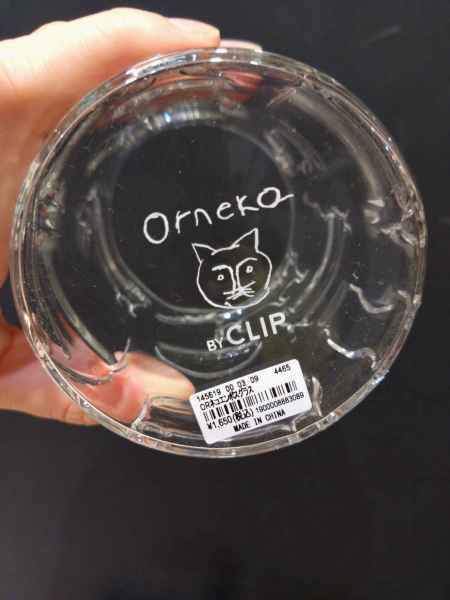 Orneko
BY CLIP
145619 00 03 09 4465
ORネコエンボスグラス
¥1,650(税込) 1900008683089
MADE IN CHINA